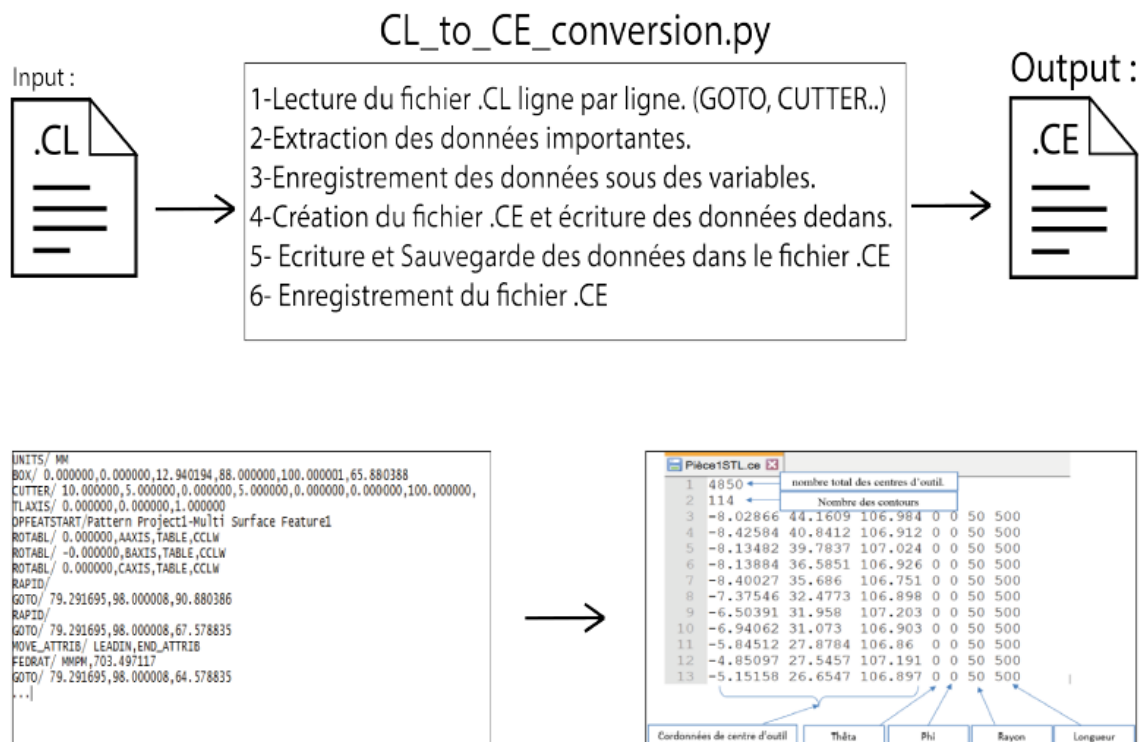 CL_to_CE_conversion.py
Input :
.CL
1-Lecture du fichier .CL ligne par ligne. (GOTO, CUTTER..)
2-Extraction des données importantes.
3-Enregistrement des données sous des variables.
4-Création du fichier .CE et écriture des données dedans.
5- Ecriture et Sauvegarde des données dans le fichier .CE
6- Enregistrement du fichier .CE
Output :
.CE
UNITS/ MM
BOX/ 0.000000,0.000000,12.940194,88.000000,100.000001,65.880388
CUTTER/ 10.000000,5.000000,0.000000,5.000000,0.000000,0.000000,100.000000,
TLAXIS/ 0.000000,0.000000,1.000000
OPFEATSTART/Pattern Project1-Multi Surface Feature1
ROTABL/ 0.000000,AAXIS,TABLE,CCLW
ROTABL/ -0.000000,BAXIS,TABLE,CCLW
ROTABL/ 0.000000,CAXIS,TABLE,CCLW
RAPID/
GOTO/ 79.291695,98.000008,90.880386
RAPID/
GOTO/ 79.291695,98.000008,67.578835
MOVE_ATTRIB/ LEADIN,END_ATTRIB
FEDRAT/ MMPM,703.497117
GOTO/ 79.291695,98.000008,64.578835
...
Pièce1STL.ce
1 4850 nombre total des centres d'outil.
2 114 Nombre des contours
3 -8.02866 44.1609 106.984 0 0 50 500
4 -8.42584 40.8412 106.912 0 0 50 500
5 -8.13482 39.7837 107.024 0 0 50 500
6 -8.13884 36.5851 106.926 0 0 50 500
7 -8.40027 35.686 106.751 0 0 50 500
8 -7.37546 32.4773 106.898 0 0 50 500
9 -6.50391 31.958 107.203 0 0 50 500
10 -6.94062 31.073 106.903 0 0 50 500
11 -5.84512 27.8784 106.86 0 0 50 500
12 -4.85097 27.5457 107.191 0 0 50 500
13 -5.15158 26.6547 106.897 0 0 50 500
Cordonnées de centre d'outil Thêta Phi Rayon Longueur